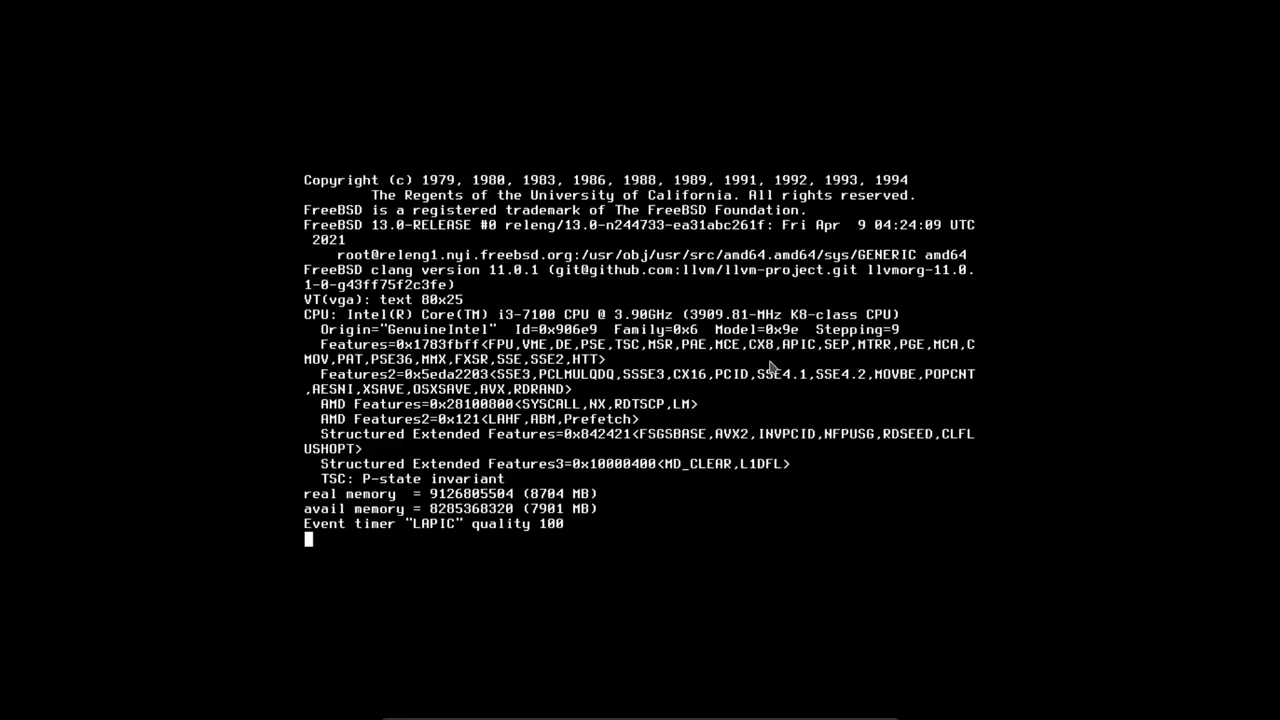 Copyright (c) 1979, 1980, 1983, 1986, 1988, 1989, 1991, 1992, 1993, 1994
The Regents of the University of California. All rights reserved.
FreeBSD is a registered trademark of The FreeBSD Foundation.
FreeBSD 13.0-RELEASE #0 releng/13.0-n244733-ea31abc261f: Fri Apr  9 04:24:09 UTC
2021
root@releng1.nyi.freebsd.org:/usr/obj/usr/src/amd64.amd64/sys/GENERIC amd64
FreeBSD clang version 11.0.1 (git@github.com:llvm/llvm-project.git llvmorg-11.0.
1-0-g43ff75f2c3fe)
VT(vga): text 80x25
CPU: Intel(R) Core(TM) i3-7100 CPU @ 3.90GHz (3909.81-MHz K8-class CPU)
Origin="GenuineIntel"  Id=0x906e9  Family=0x6  Model=0x9e  Stepping=9
Features=0x1783fbff<FPU,VME,DE,PSE,TSC,MSR,PAE,MCE,CX8,APIC,SEP,MTRR,PGE,MCA,C
MOV,PAT,PSE36,MMX,FXSR,SSE,SSE2,HTT>
Features2=0x5eda2203<SSE3,PCLMULQDQ,SSSE3,CX16,PCID,SSE4.1,SSE4.2,MOVBE,POPCNT
,AESNI,XSAVE,OSXSAVE,AVX,RDRAND>
AMD Features=0x28100800<SYSCALL,NX,RDTSCP,LM>
AMD Features2=0x121<LAHF,ABM,Prefetch>
Structured Extended Features=0x842421<FSGSBASE,AVX2,INVPCID,NFPUSG,RDSEED,CLFL
USHOPT>
Structured Extended Features3=0x10000400<MD_CLEAR,L1DFL>
TSC: P-state invariant
real memory  = 9126805504 (8704 MB)
avail memory = 8285368320 (7901 MB)
Event timer "LAPIC" quality 100